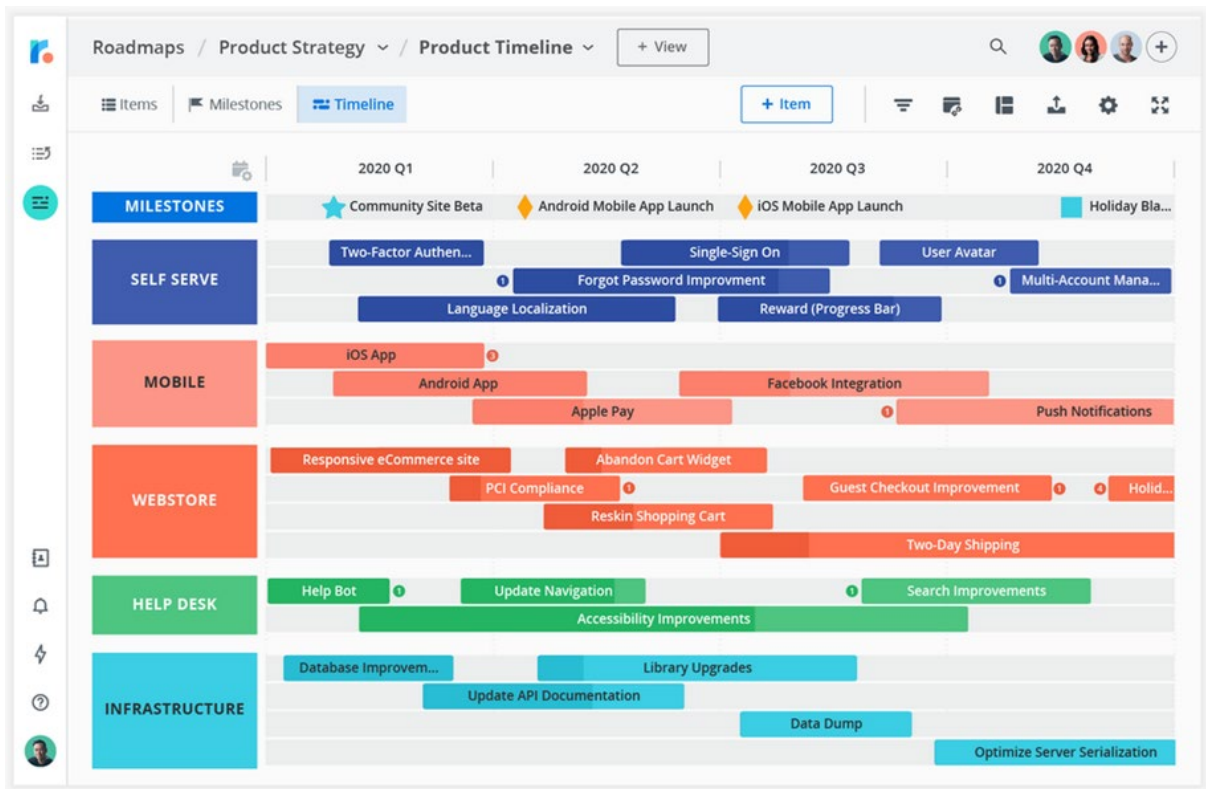 r.
Roadmaps / Product Strategy / Product Timeline + View +
Items Milestones Timeline + Item
2020 Q1 2020 Q2 2020 Q3 2020 Q4
MILESTONES Community Site Beta Android Mobile App Launch iOS Mobile App Launch Holiday Bla...
Two-Factor Authen... Single-Sign On User Avatar
SELF SERVE 1 Forgot Password Improvment 1 Multi-Account Mana...
Language Localization Reward (Progress Bar)
iOS App 3
MOBILE Android App Facebook Integration
Apple Pay 1 Push Notifications
Responsive eCommerce site Abandon Cart Widget
WEBSTORE PCI Compliance 1 Guest Checkout Improvement 1 4 Holid...
Reskin Shopping Cart
Two-Day Shipping
Help Bot 1 Update Navigation 1 Search Improvements
HELP DESK
Accessibility Improvements
Database Improvem... Library Upgrades
Update API Documentation
INFRASTRUCTURE
Data Dump
Optimize Server Serialization